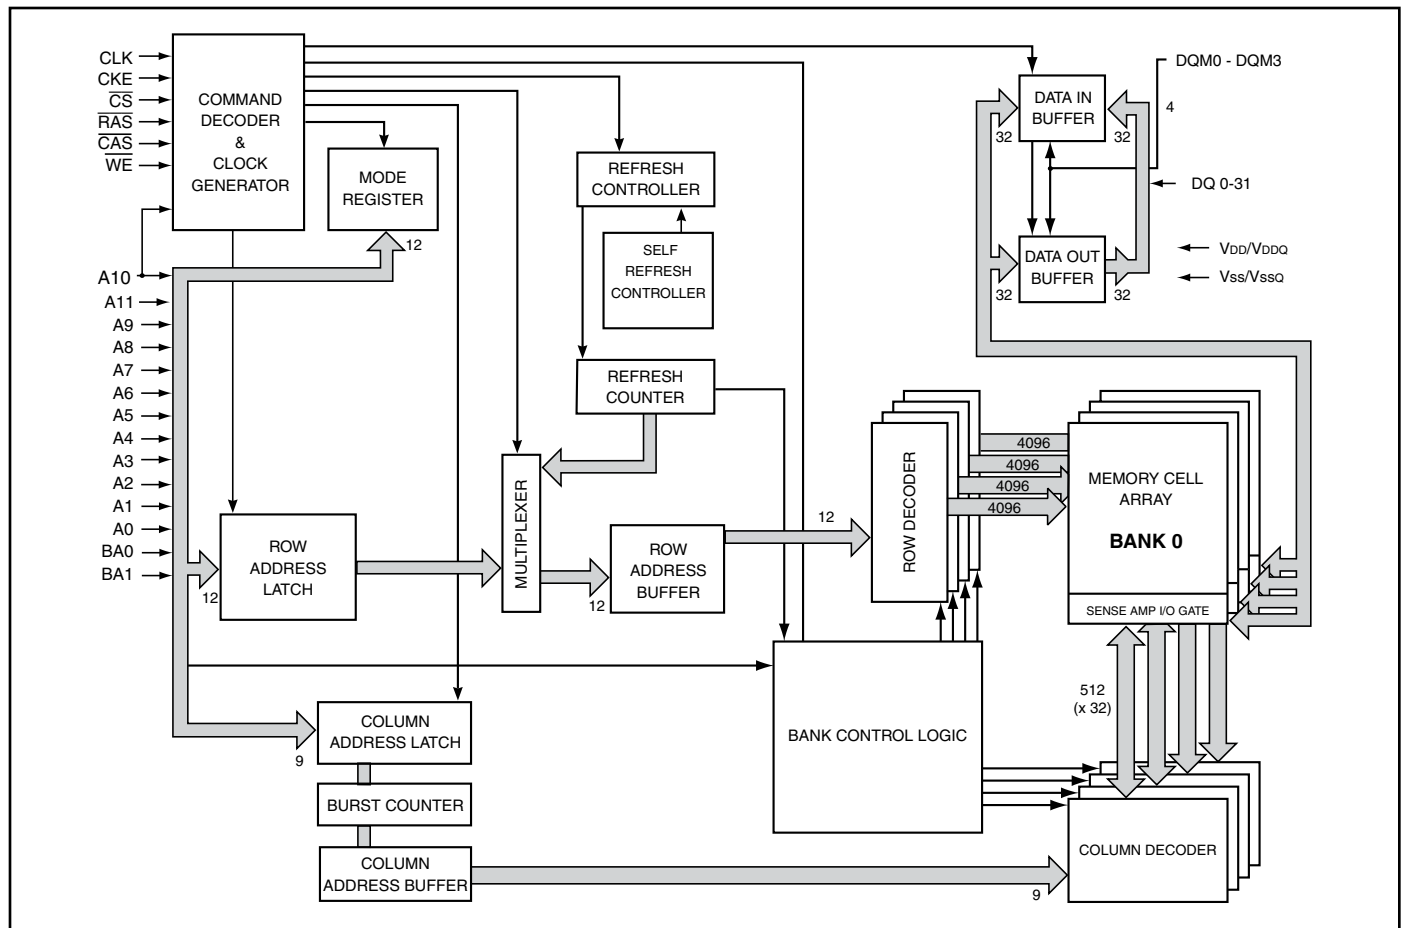 CLK
CKE
CS
RAS
CAS
WE
COMMAND
DECODER
&
CLOCK
GENERATOR
MODE
REGISTER
12
REFRESH
CONTROLLER
SELF
REFRESH
CONTROLLER
REFRESH
COUNTER
DATA IN
BUFFER
32
32
DQM0 - DQM3
4
DQ 0-31
DATA OUT
BUFFER
32
32
VDD/VDDQ
Vss/VssQ
A10
A11
A9
A8
A7
A6
A5
A4
A3
A2
A1
A0
BA0
BA1
12
ROW
ADDRESS
LATCH
MULTIPLEXER
12
ROW
ADDRESS
BUFFER
12
ROW DECODER
4096
4096
4096
4096
MEMORY CELL
ARRAY
BANK 0
SENSE AMP I/O GATE
512
(x 32)
BANK CONTROL LOGIC
9
COLUMN
ADDRESS LATCH
BURST COUNTER
COLUMN
ADDRESS BUFFER
9
COLUMN DECODER